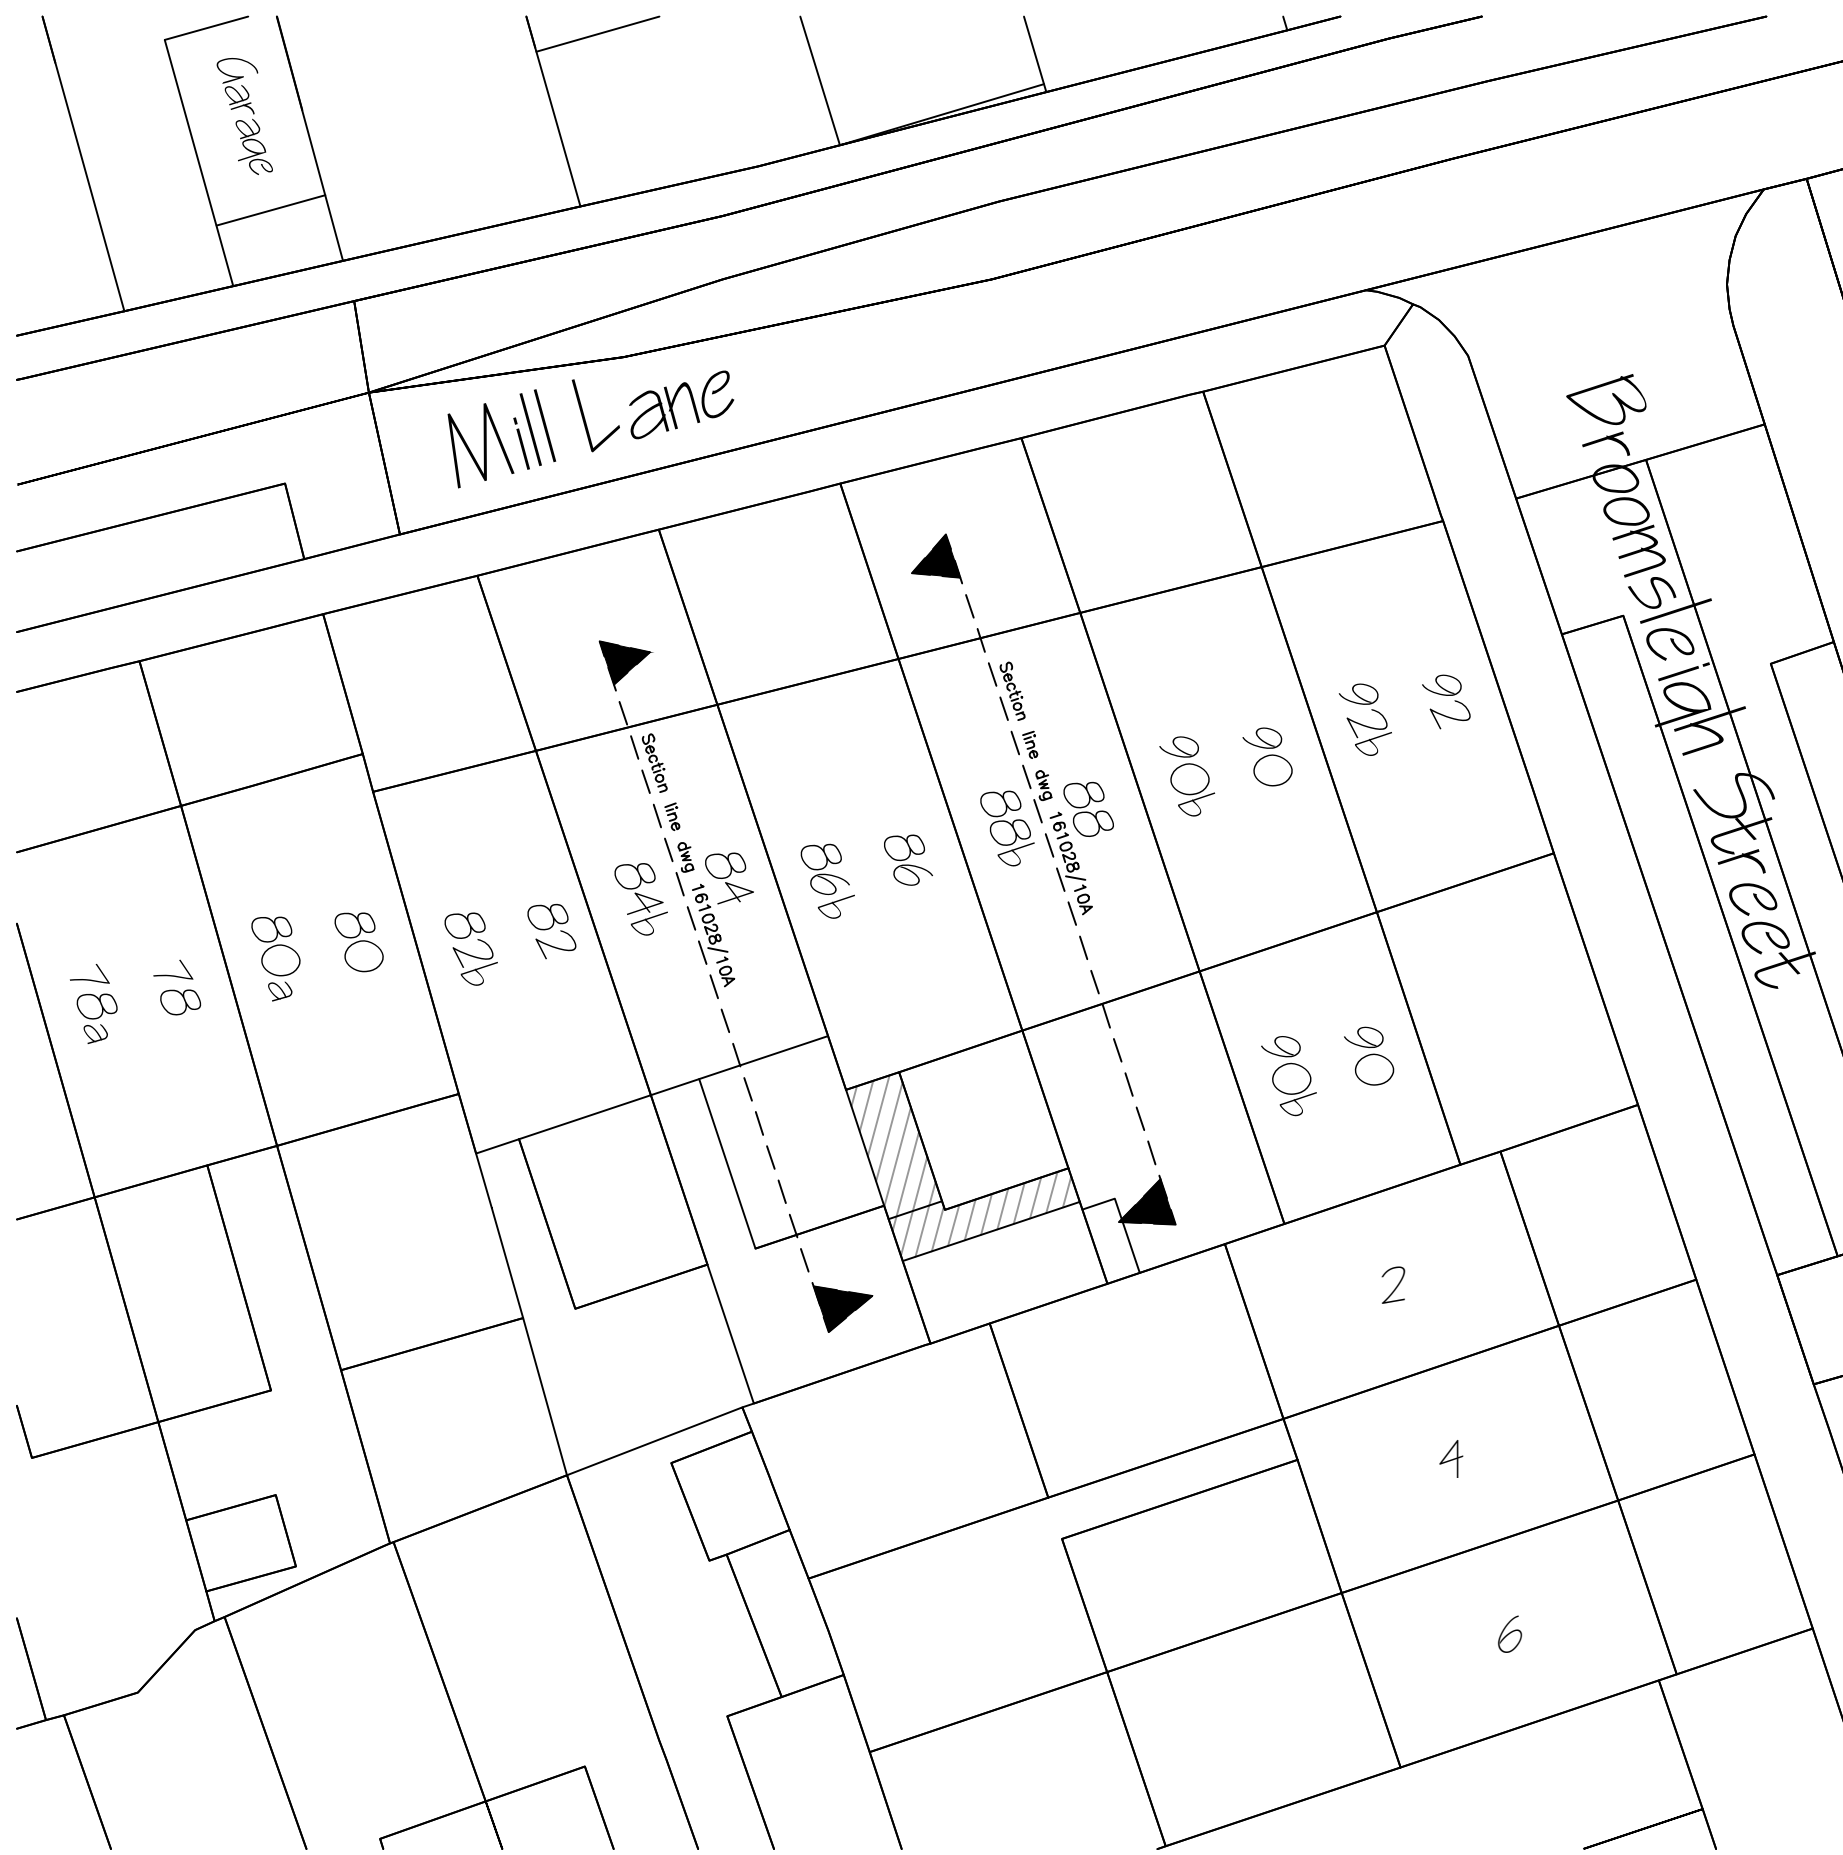 Garage
Mill Lane
Broomsleigh Street
92
92b
90
90b
88
88b
86
86b
84
84b
82
82b
80
80a
78
78a
Section line dwg 161028/10A
Section line dwg 161028/10A
90
90b
2
4
6